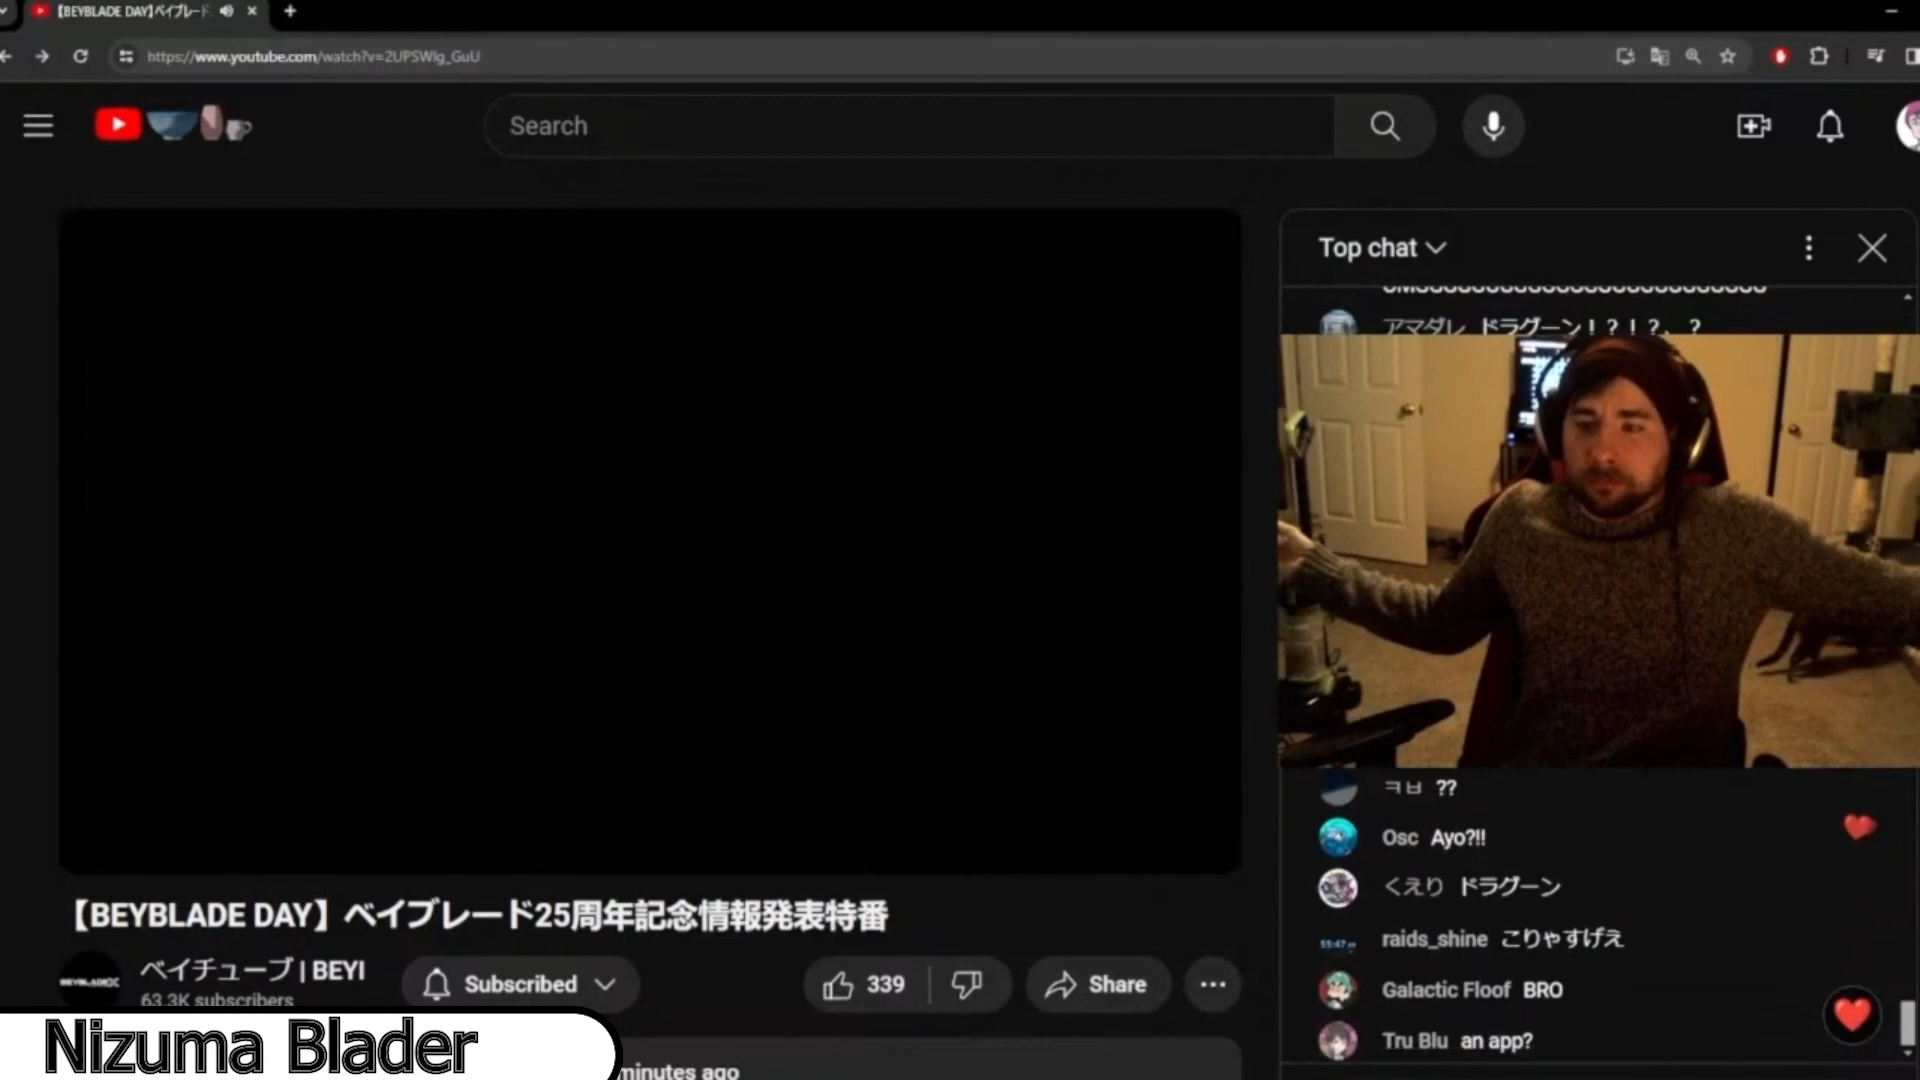 【BEYBLADE DAY】ベイブレード
https://www.youtube.com/watch?v=2UPSWlg_GuU
Search
Top chat
アマダレ ドラグーン！？！？、？
ㅋㅂ ??
Osc Ayo?!!
くえり ドラグーン
raids_shine こりゃすげえ
Galactic Floof BRO
Tru Blu an app?
【BEYBLADE DAY】ベイブレード25周年記念情報発表特番
ベイチューブ | BEYI
63.3K subscribers
Subscribed
339
Share
minutes ago
Nizuma Blader